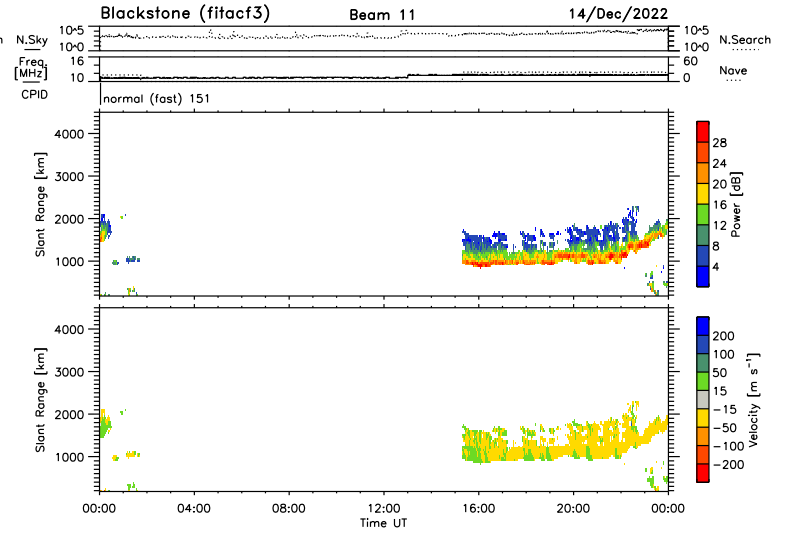 Blackstone (fitacf3) Beam 11 14/Dec/2022
N.Sky 10^5 10^0 10^5 10^0 N.Search
Freq. [MHz] 16 10 60 0 Nave
CPID normal (fast) 151
Slant Range [km]
4000
3000
2000
1000
28
24
20
16
12
8
4
Power [dB]
Slant Range [km]
4000
3000
2000
1000
200
100
50
15
-15
-50
-100
-200
Velocity [m s⁻¹]
00:00 04:00 08:00 12:00 16:00 20:00 00:00
Time UT